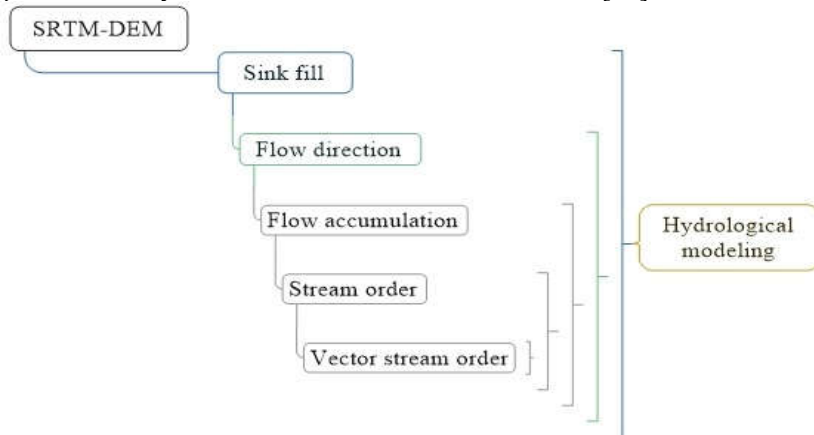 SRTM-DEM
Sink fill
Flow direction
Flow accumulation
Stream order
Vector stream order
Hydrological
modeling